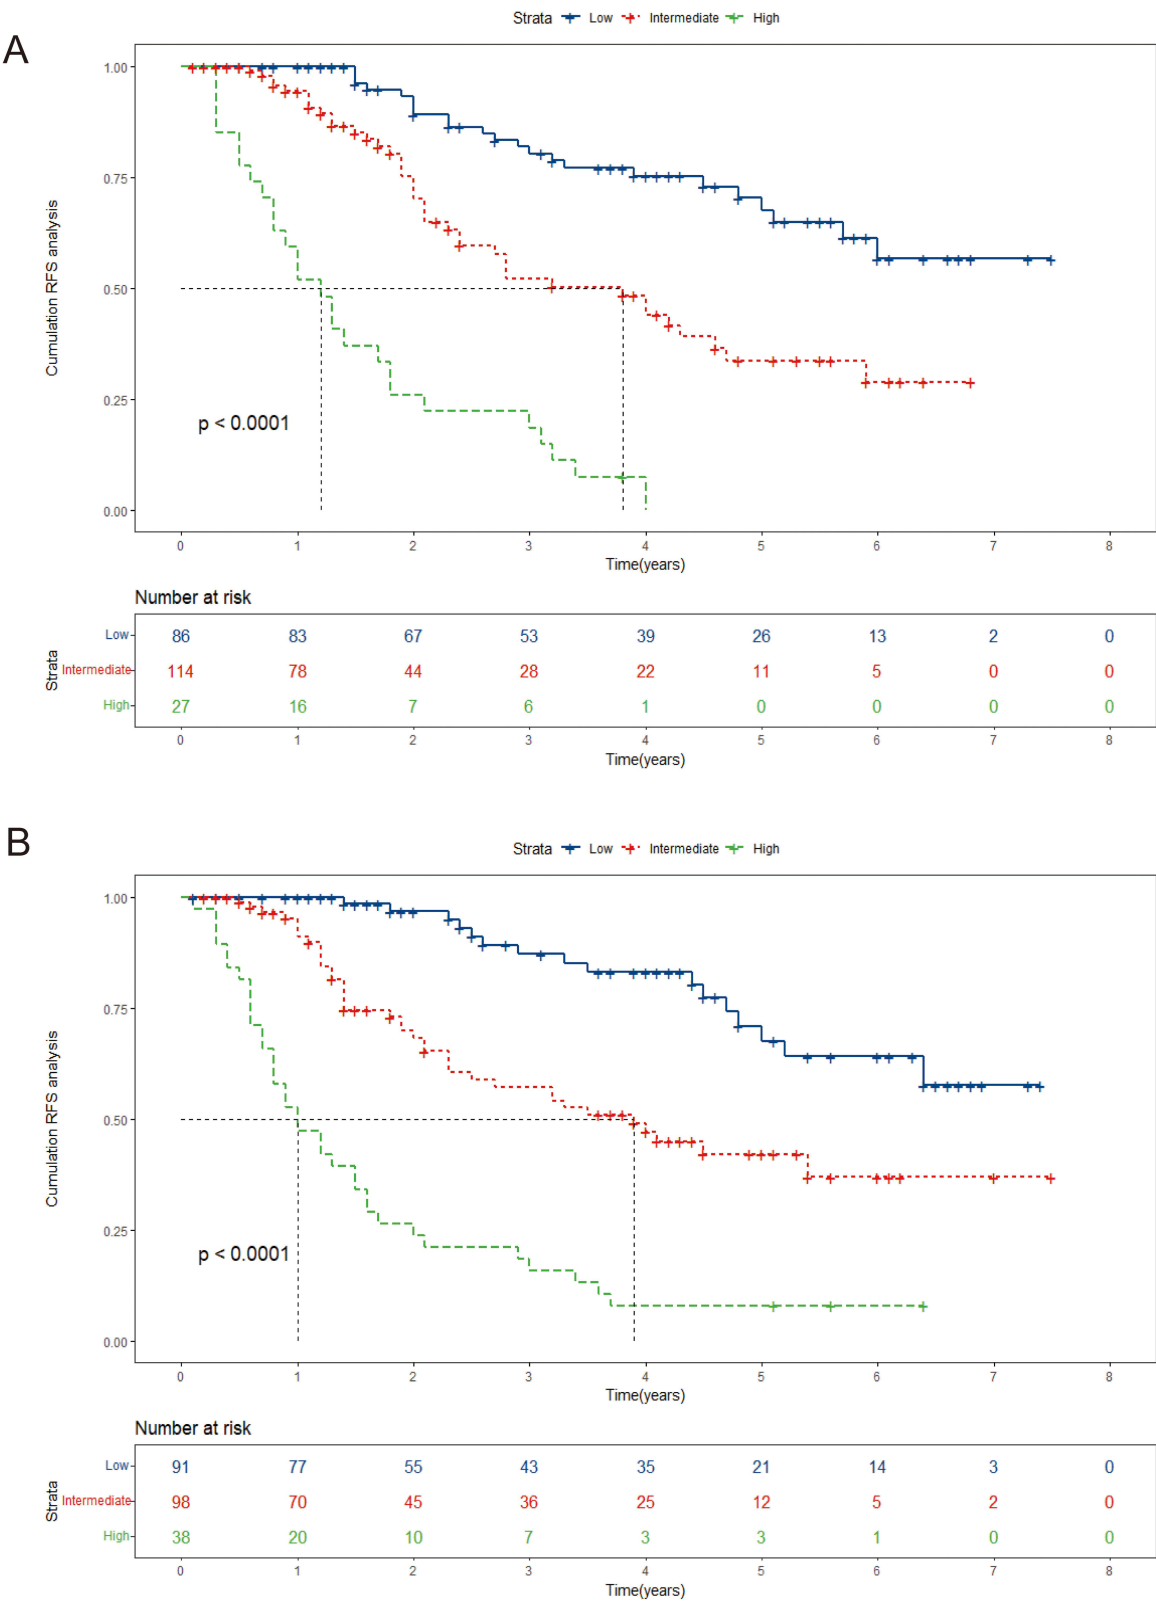 A
Strata Low Intermediate High
Cumulation RFS analysis
1.00
0.75
0.50
0.25
0.00
p < 0.0001
0 1 2 3 4 5 6 7 8
Time(years)
Number at risk
Strata
Low 86 83 67 53 39 26 13 2 0
Intermediate 114 78 44 28 22 11 5 0 0
High 27 16 7 6 1 0 0 0 0
0 1 2 3 4 5 6 7 8
Time(years)
B
Strata Low Intermediate High
Cumulation RFS analysis
1.00
0.75
0.50
0.25
0.00
p < 0.0001
0 1 2 3 4 5 6 7 8
Time(years)
Number at risk
Strata
Low 91 77 55 43 35 21 14 3 0
Intermediate 98 70 45 36 25 12 5 2 0
High 38 20 10 7 3 3 1 0 0
0 1 2 3 4 5 6 7 8
Time(years)